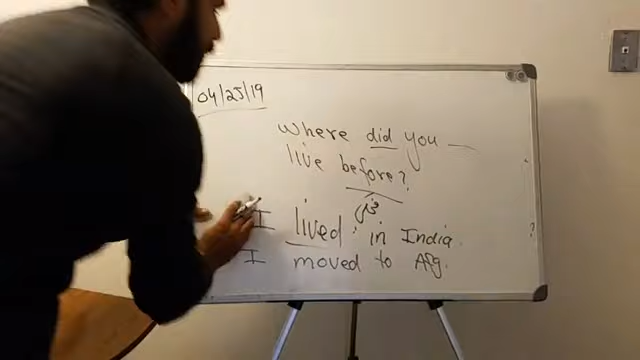 04/25/19
Where did you
live before?
I lived in India
I moved to Afg.